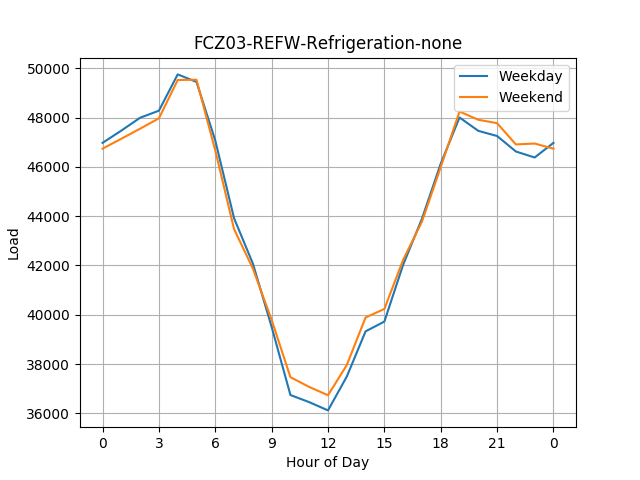 FCZ03-REFW-Refrigeration-none
Weekday
Weekend
50000
48000
46000
44000
42000
40000
38000
36000
Load
0 3 6 9 12 15 18 21 0
Hour of Day